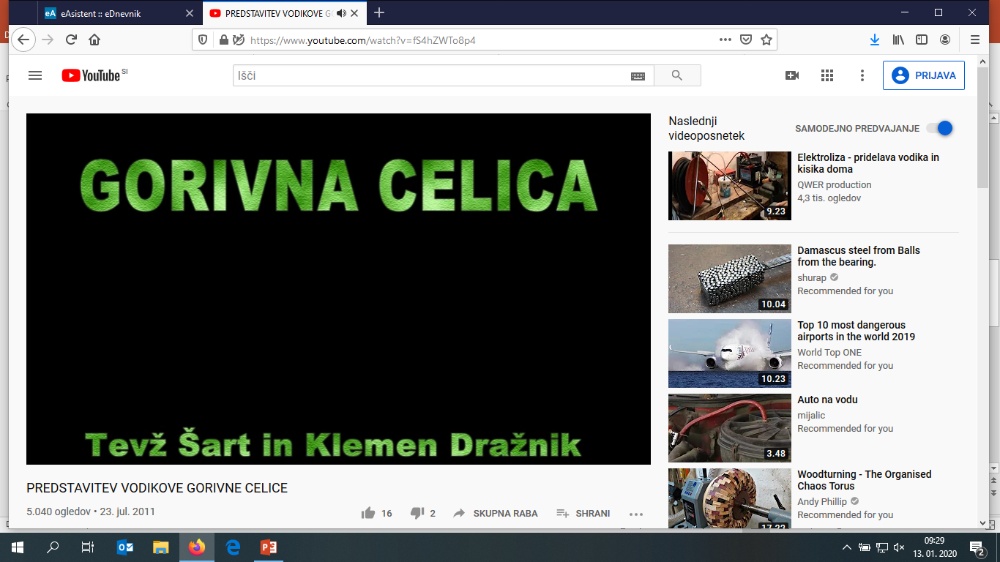 eA eAsistent :: eDnevnik
PREDSTAVITEV VODIKOVE GO
https://www.youtube.com/watch?v=fS4hZWTo8p4
YouTube SI
Išči
PRIJAVA
GORIVNA CELICA
Tevž Šart in Klemen Dražnik
PREDSTAVITEV VODIKOVE GORIVNE CELICE
5.040 ogledov • 23. jul. 2011
16
2
SKUPNA RABA
SHRANI
Naslednji
videoposnetek
SAMODEJNO PREDVAJANJE
9.23
Elektroliza - pridelava vodika in
kisika doma
QWER production
4,3 tis. ogledov
10.04
Damascus steel from Balls
from the bearing.
shurap
Recommended for you
10.23
Top 10 most dangerous
airports in the world 2019
World Top ONE
Recommended for you
3.48
Auto na vodu
mijalic
Recommended for you
17.22
Woodturning - The Organised
Chaos Torus
Andy Phillip
Recommended for you
09:29
13. 01. 2020
2